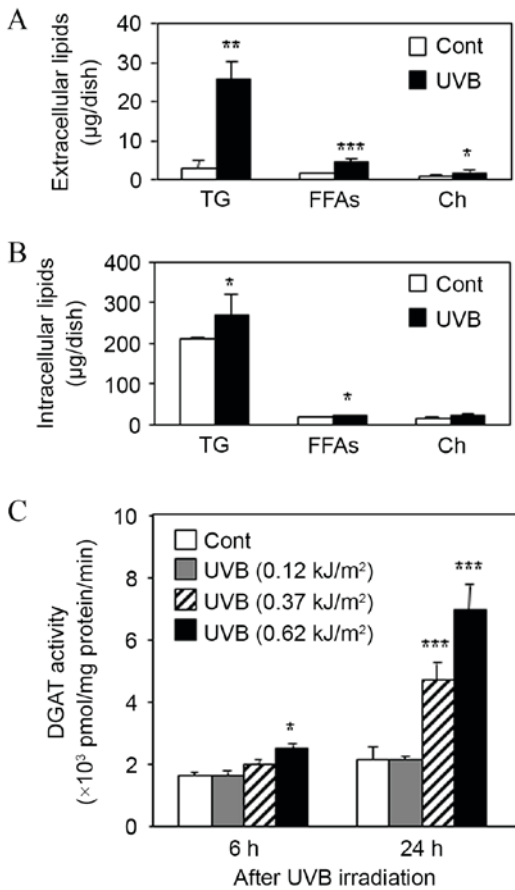 A
Extracellular lipids
(μg/dish)
40
30
20
10
0
**
***
*
Cont
UVB
TG FFAs Ch
B
Intracellular lipids
(μg/dish)
400
300
200
100
0
*
*
Cont
UVB
TG FFAs Ch
C
DGAT activity
(×10³ pmol/mg protein/min)
10
8
6
4
2
0
Cont
UVB (0.12 kJ/m²)
UVB (0.37 kJ/m²)
UVB (0.62 kJ/m²)
*
***
***
6 h 24 h
After UVB irradiation